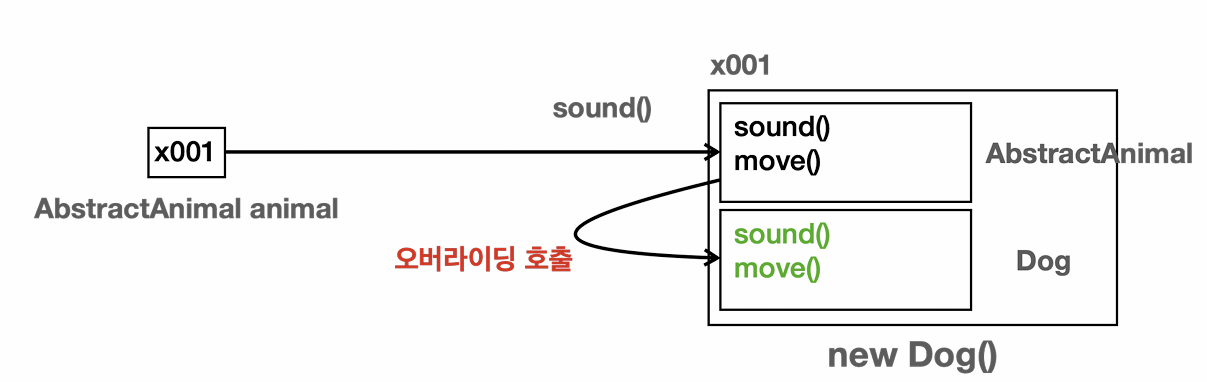 x001
sound()
sound()
move()
AbstractAnimal
x001
AbstractAnimal animal
오버라이딩 호출
sound()
move()
Dog
new Dog()